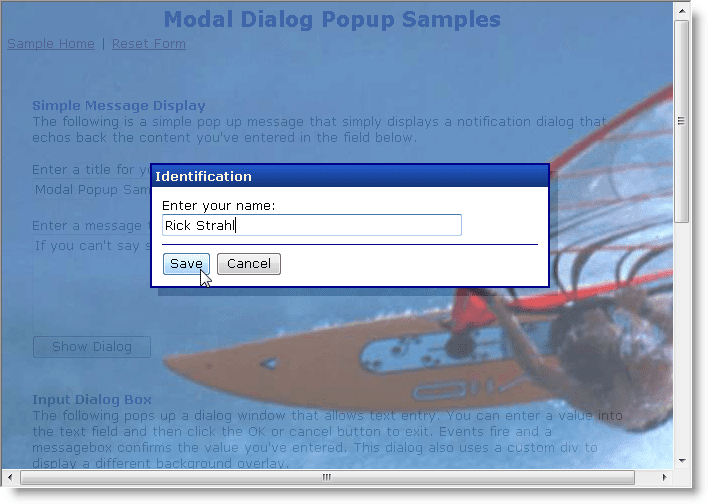 Modal Dialog Popup Samples
Sample Home | Reset Form
Simple Message Display
The following is a simple pop up message that simply displays a notification dialog that
echos back the content you've entered in the field below.
Enter a title for yo
Modal Popup Sam
Enter a message t
If you can't say s
Identification
Enter your name:
Rick Strahl
Save Cancel
Show Dialog
Input Dialog Box
The following pops up a dialog window that allows text entry. You can enter a value into
the text field and then click the OK or cancel button to exit. Events fire and a
messagebox confirms the value you've entered. This dialog also uses a custom div to
display a different background overlay.